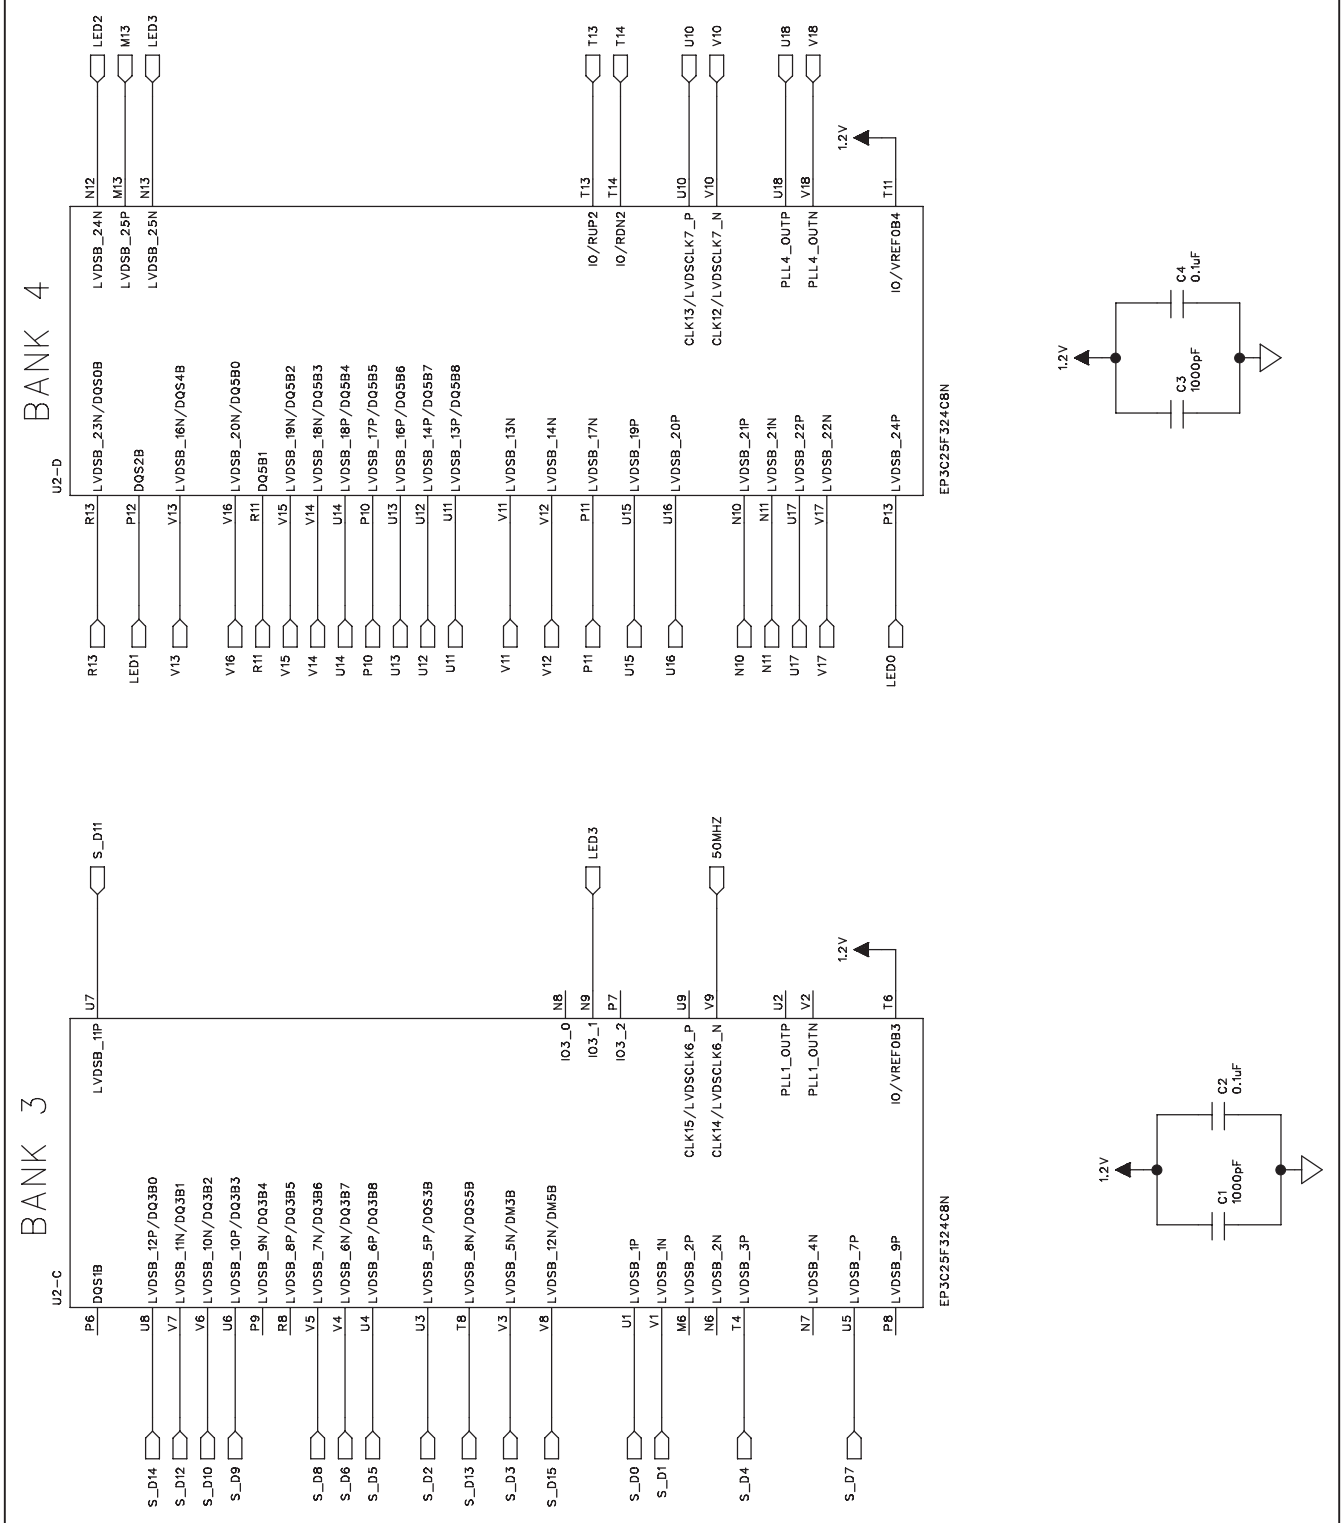 BANK 3
U2-C
P6 DQS1B
S_D14 U8 LVDSB_12P/DQ3B0
S_D12 V7 LVDSB_11N/DQ3B1
S_D10 V6 LVDSB_10N/DQ3B2
S_D9 U6 LVDSB_10P/DQ3B3
P9 LVDSB_9N/DQ3B4
R8 LVDSB_8P/DQ3B5
S_D8 V5 LVDSB_7N/DQ3B6
S_D6 V4 LVDSB_6N/DQ3B7
S_D5 U4 LVDSB_6P/DQ3B8
S_D2 U3 LVDSB_5P/DQS3B
S_D13 T8 LVDSB_8N/DQS5B
S_D3 V3 LVDSB_5N/DM3B
S_D15 V8 LVDSB_12N/DM5B
S_D0 U1 LVDSB_1P
S_D1 V1 LVDSB_1N
M6 LVDSB_2P
N6 LVDSB_2N
S_D4 T4 LVDSB_3P
N7 LVDSB_4N
S_D7 U5 LVDSB_7P
P8 LVDSB_9P
LVDSB_11P U7 S_D11
IO3_0 N8
IO3_1 N9 LED3
IO3_2 P7
CLK15/LVDSCLK6_P U9
CLK14/LVDSCLK6_N V9 50MHZ
PLL1_OUTP U2
PLL1_OUTN V2
IO/VREF0B3 T6
1.2V
EP3C25F324C8N
1.2V
C1
1000pF
C2
0.1uF
BANK 4
U2-D
R13 R13 LVDSB_23N/DQS0B
LED1 P12 DQS2B
V13 V13 LVDSB_16N/DQS4B
V16 V16 LVDSB_20N/DQ5B0
R11 R11 DQ5B1
V15 V15 LVDSB_19N/DQ5B2
V14 V14 LVDSB_18N/DQ5B3
U14 U14 LVDSB_18P/DQ5B4
P10 P10 LVDSB_17P/DQ5B5
U13 U13 LVDSB_16P/DQ5B6
U12 U12 LVDSB_14P/DQ5B7
U11 U11 LVDSB_13P/DQ5B8
V11 V11 LVDSB_13N
V12 V12 LVDSB_14N
P11 P11 LVDSB_17N
U15 U15 LVDSB_19P
U16 U16 LVDSB_20P
N10 N10 LVDSB_21P
N11 N11 LVDSB_21N
U17 U17 LVDSB_22P
V17 V17 LVDSB_22N
LED0 P13 LVDSB_24P
LVDSB_24N N12 LED2
LVDSB_25P M13 M13
LVDSB_25N N13 LED3
IO/RUP2 T13 T13
IO/RDN2 T14 T14
CLK13/LVDSCLK7_P U10 U10
CLK12/LVDSCLK7_N V10 V10
PLL4_OUTP U18 U18
PLL4_OUTN V18 V18
IO/VREF0B4 T11
1.2V
EP3C25F324C8N
1.2V
C3
1000pF
C4
0.1uF